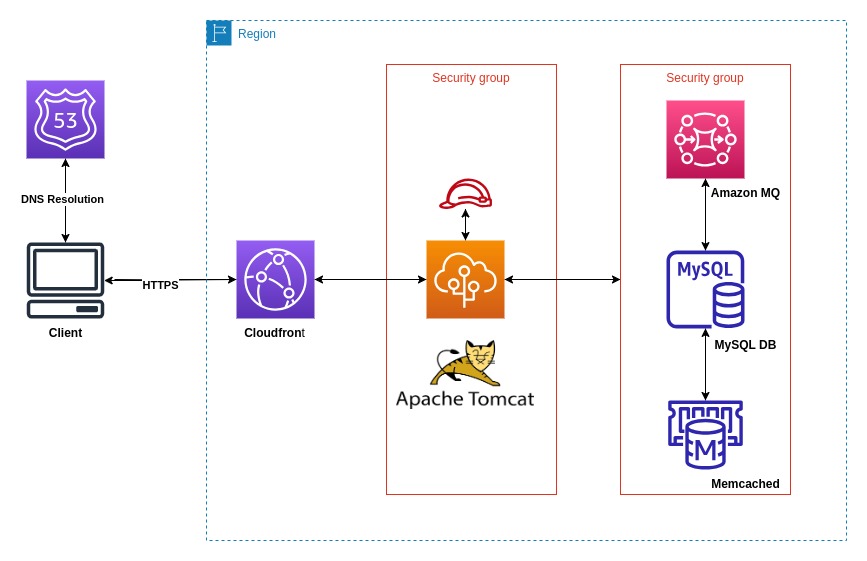 Region
Security group
Security group
53
DNS Resolution
Amazon MQ
MySQL
HTTPS
Client
Cloudfront
MySQL DB
Apache Tomcat
M
Memcached